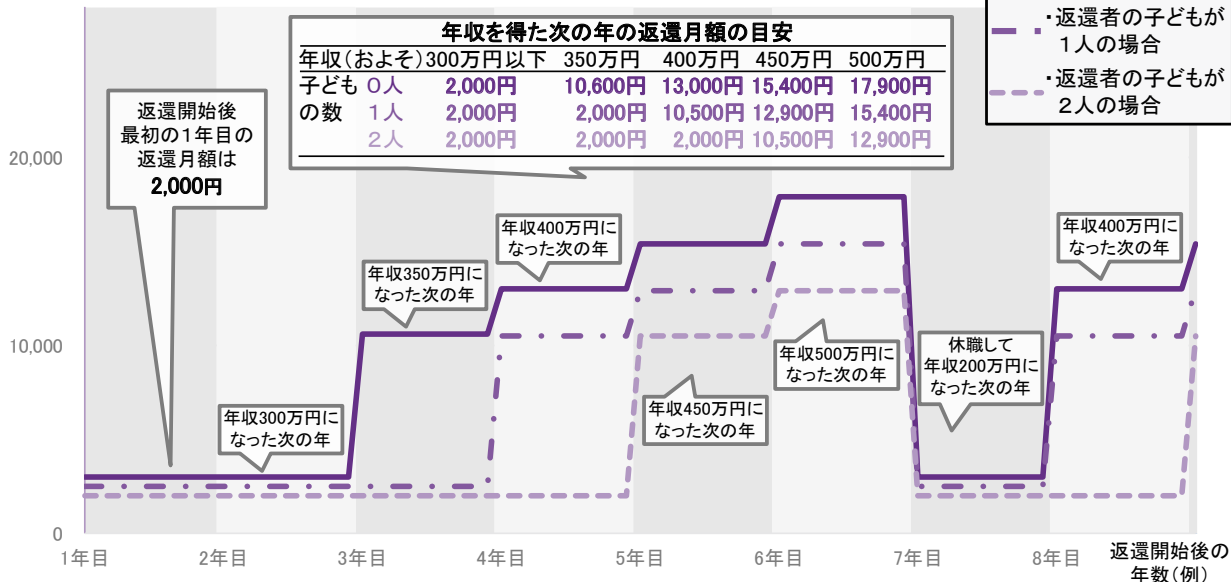 年収を得た次の年の返還月額の目安
年収(およそ) 300万円以下 350万円 400万円 450万円 500万円
子ども 0人 2,000円 10,600円 13,000円 15,400円 17,900円
の数 1人 2,000円 2,000円 10,500円 12,900円 15,400円
2人 2,000円 2,000円 2,000円 10,500円 12,900円
・返還者の子どもが
1人の場合
・返還者の子どもが
2人の場合
返還開始後
最初の1年目の
返還月額は
2,000円
20,000
10,000
0
年収300万円に
なった次の年
年収350万円に
なった次の年
年収400万円に
なった次の年
年収450万円に
なった次の年
年収500万円に
なった次の年
休職して
年収200万円に
なった次の年
年収400万円に
なった次の年
1年目 2年目 3年目 4年目 5年目 6年目 7年目 8年目
返還開始後の
年数(例)